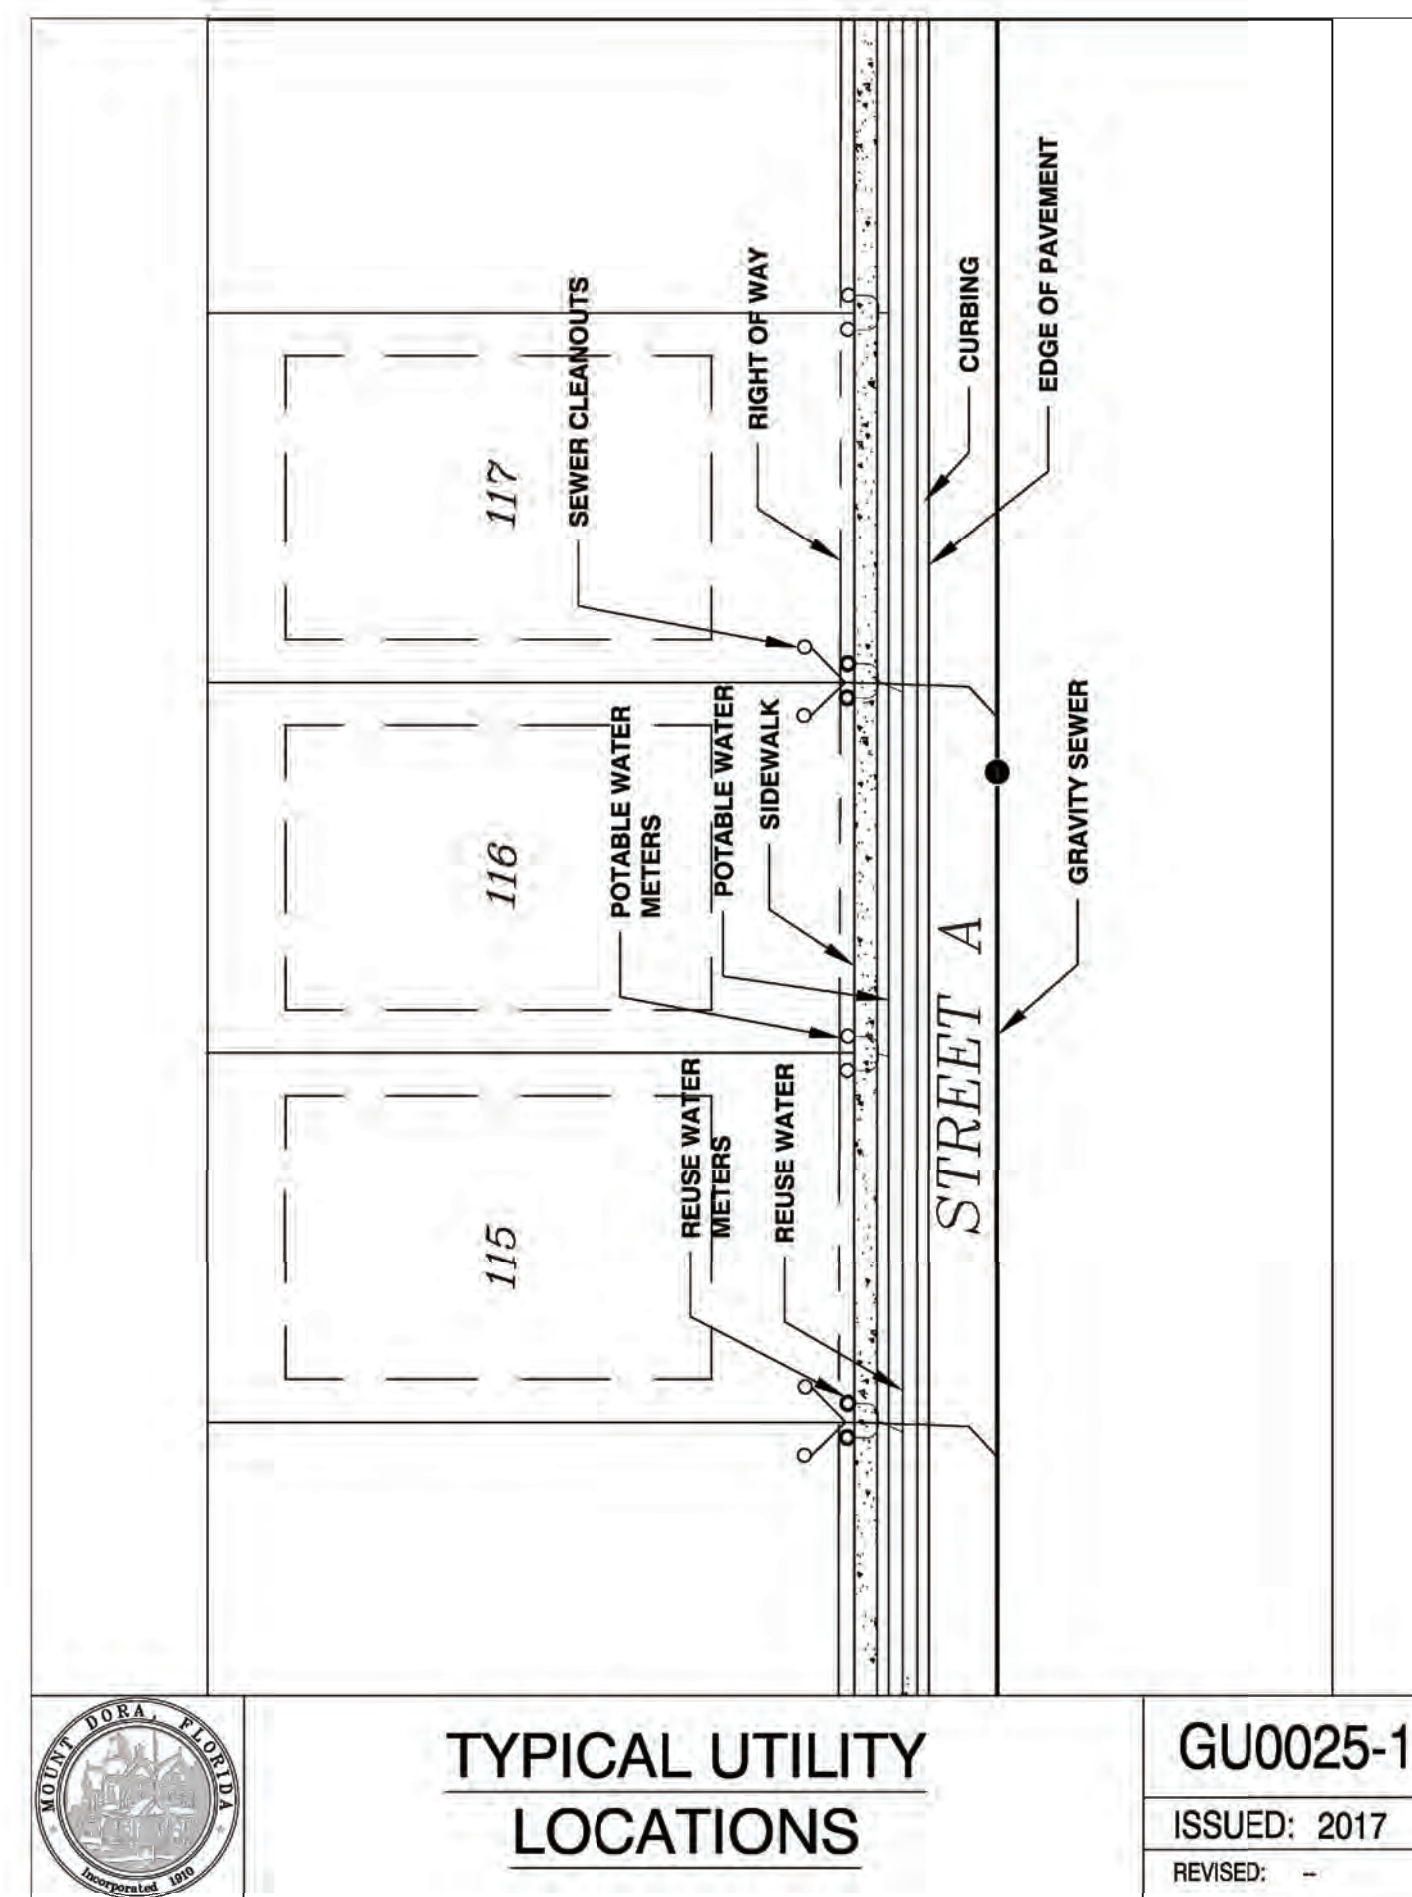 SEWER CLEANOUTS
RIGHT OF WAY
CURBING
EDGE OF PAVEMENT
117
POTABLE WATER
METERS
POTABLE WATER
SIDEWALK
GRAVITY SEWER
116
STREET A
REUSE WATER
METERS
REUSE WATER
115
MOUNT DORA, FLORIDA
Incorporated 1910
TYPICAL UTILITY
LOCATIONS
GU0025-1
ISSUED: 2017
REVISED: --